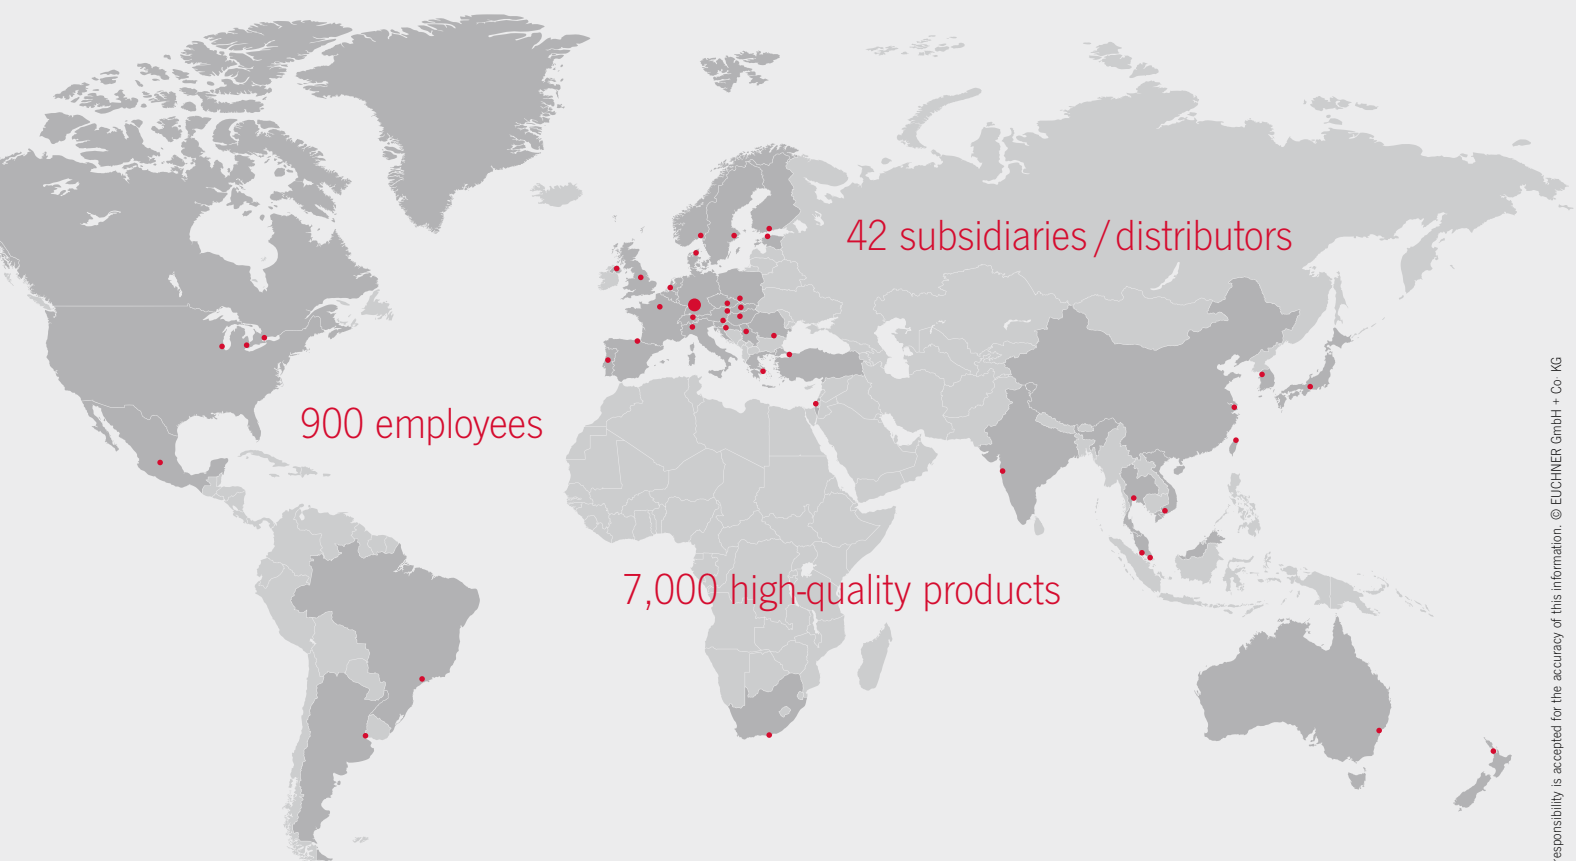 42 subsidiaries / distributors
900 employees
7,000 high-quality products
responsibility is accepted for the accuracy of this information. © EUCHNER GmbH + Co· KG